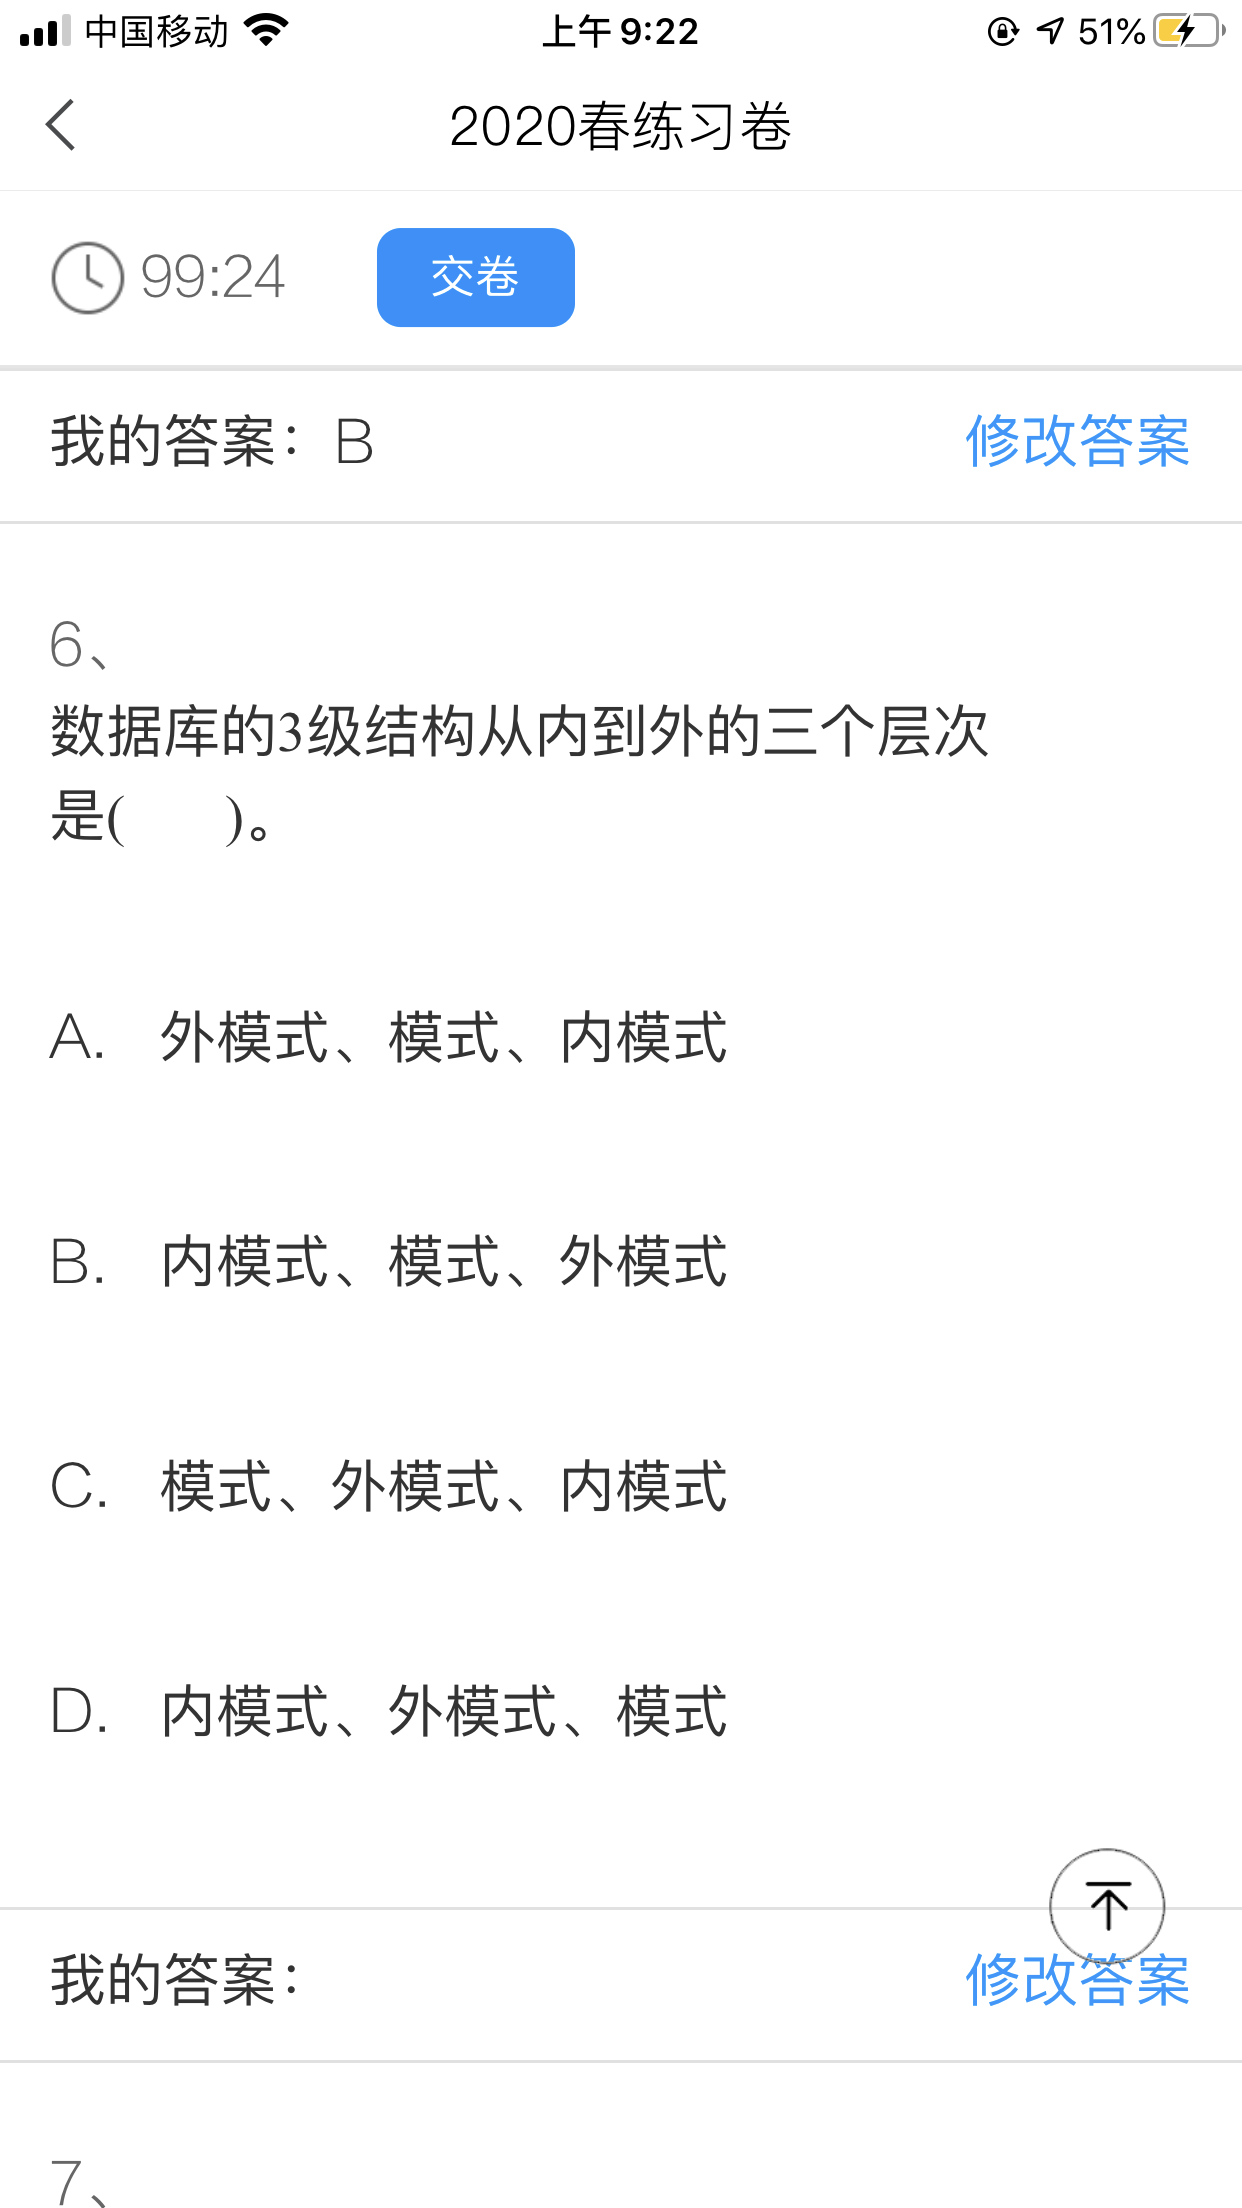 中国移动
上午 9:22
51%
2020春练习卷
99:24
交卷
我的答案：B
修改答案
6、
数据库的3级结构从内到外的三个层次
是(      )。
A. 外模式、模式、内模式
B. 内模式、模式、外模式
C. 模式、外模式、内模式
D. 内模式、外模式、模式
我的答案：
修改答案
7、